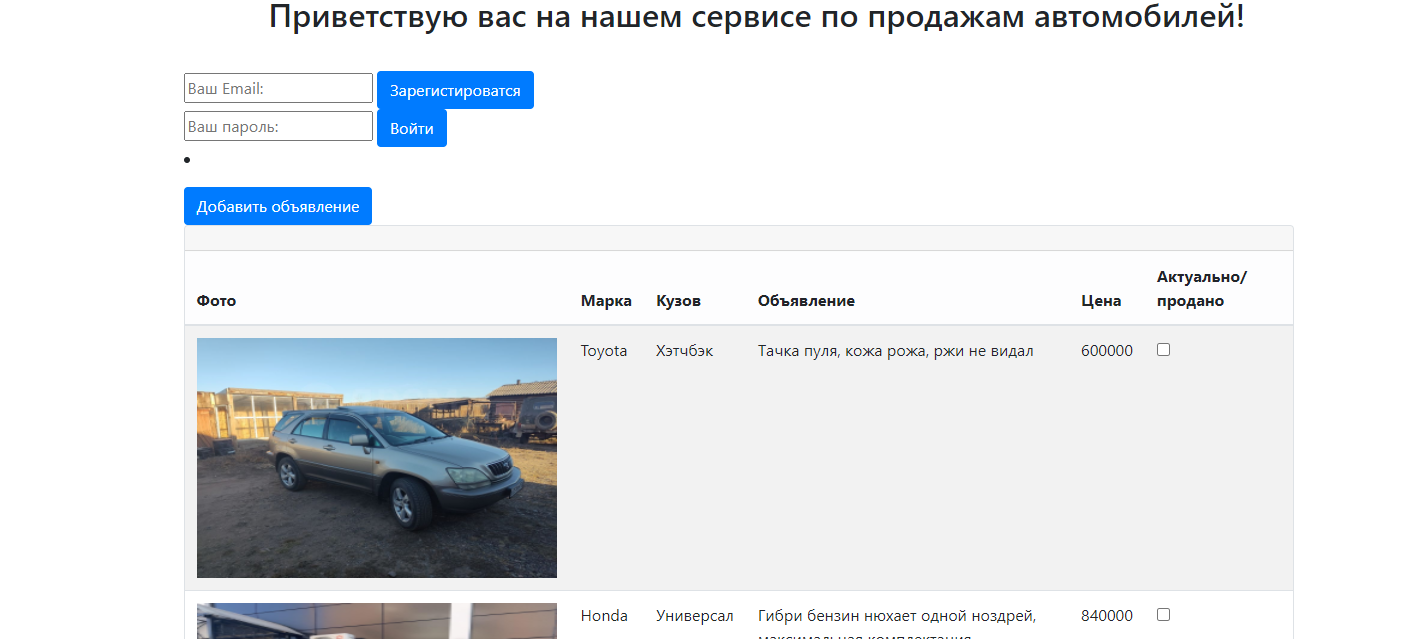 Приветствую вас на нашем сервисе по продажам автомобилей!
Ваш Email: Зарегистироватся
Ваш пароль: Войти
Добавить объявление
Фото Марка Кузов Объявление Цена Актуально/
продано
Toyota Хэтчбэк Тачка пуля, кожа рожа, ржи не видал 600000
Honda Универсал Гибри бензин нюхает одной ноздрей, 840000
максимальная комплектация